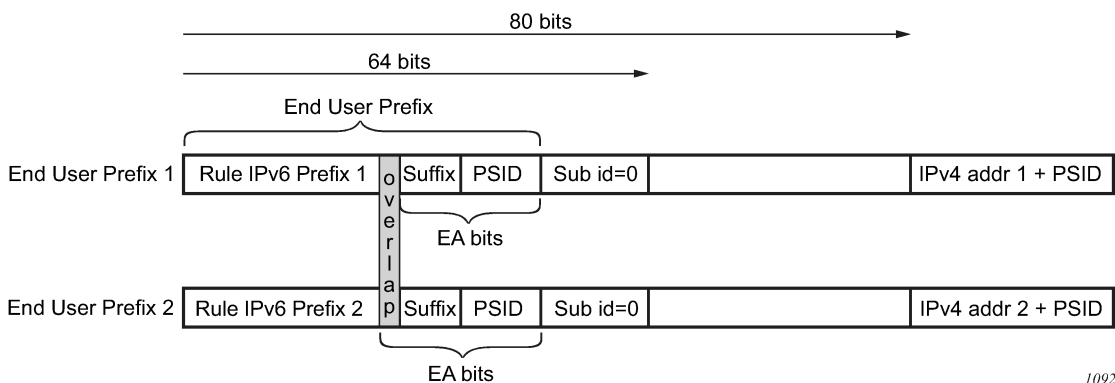 80 bits
64 bits
End User Prefix
End User Prefix 1 Rule IPv6 Prefix 1 Suffix PSID Sub id=0 IPv4 addr 1 + PSID
overlap
EA bits
End User Prefix 2 Rule IPv6 Prefix 2 Suffix PSID Sub id=0 IPv4 addr 2 + PSID
EA bits
1092